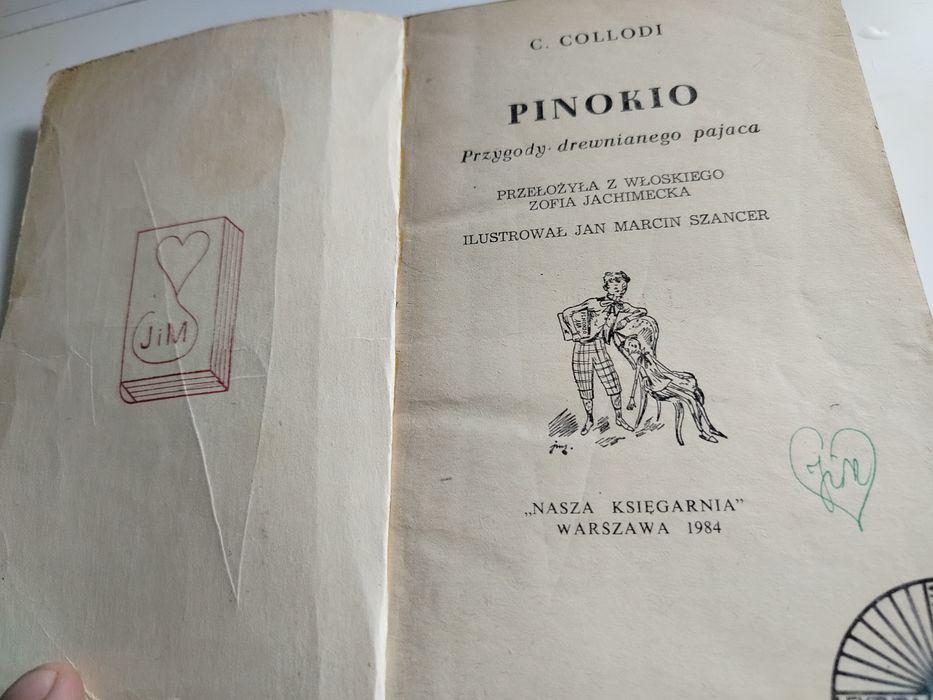 JiM
C. COLLODI
PINOKIO
Przygody drewnianego pajaca
PRZEŁOŻYŁA Z WŁOSKIEGO
ZOFIA JACHIMECKA
ILUSTROWAŁ JAN MARCIN SZANCER
„NASZA KSIĘGARNIA”
WARSZAWA 1984